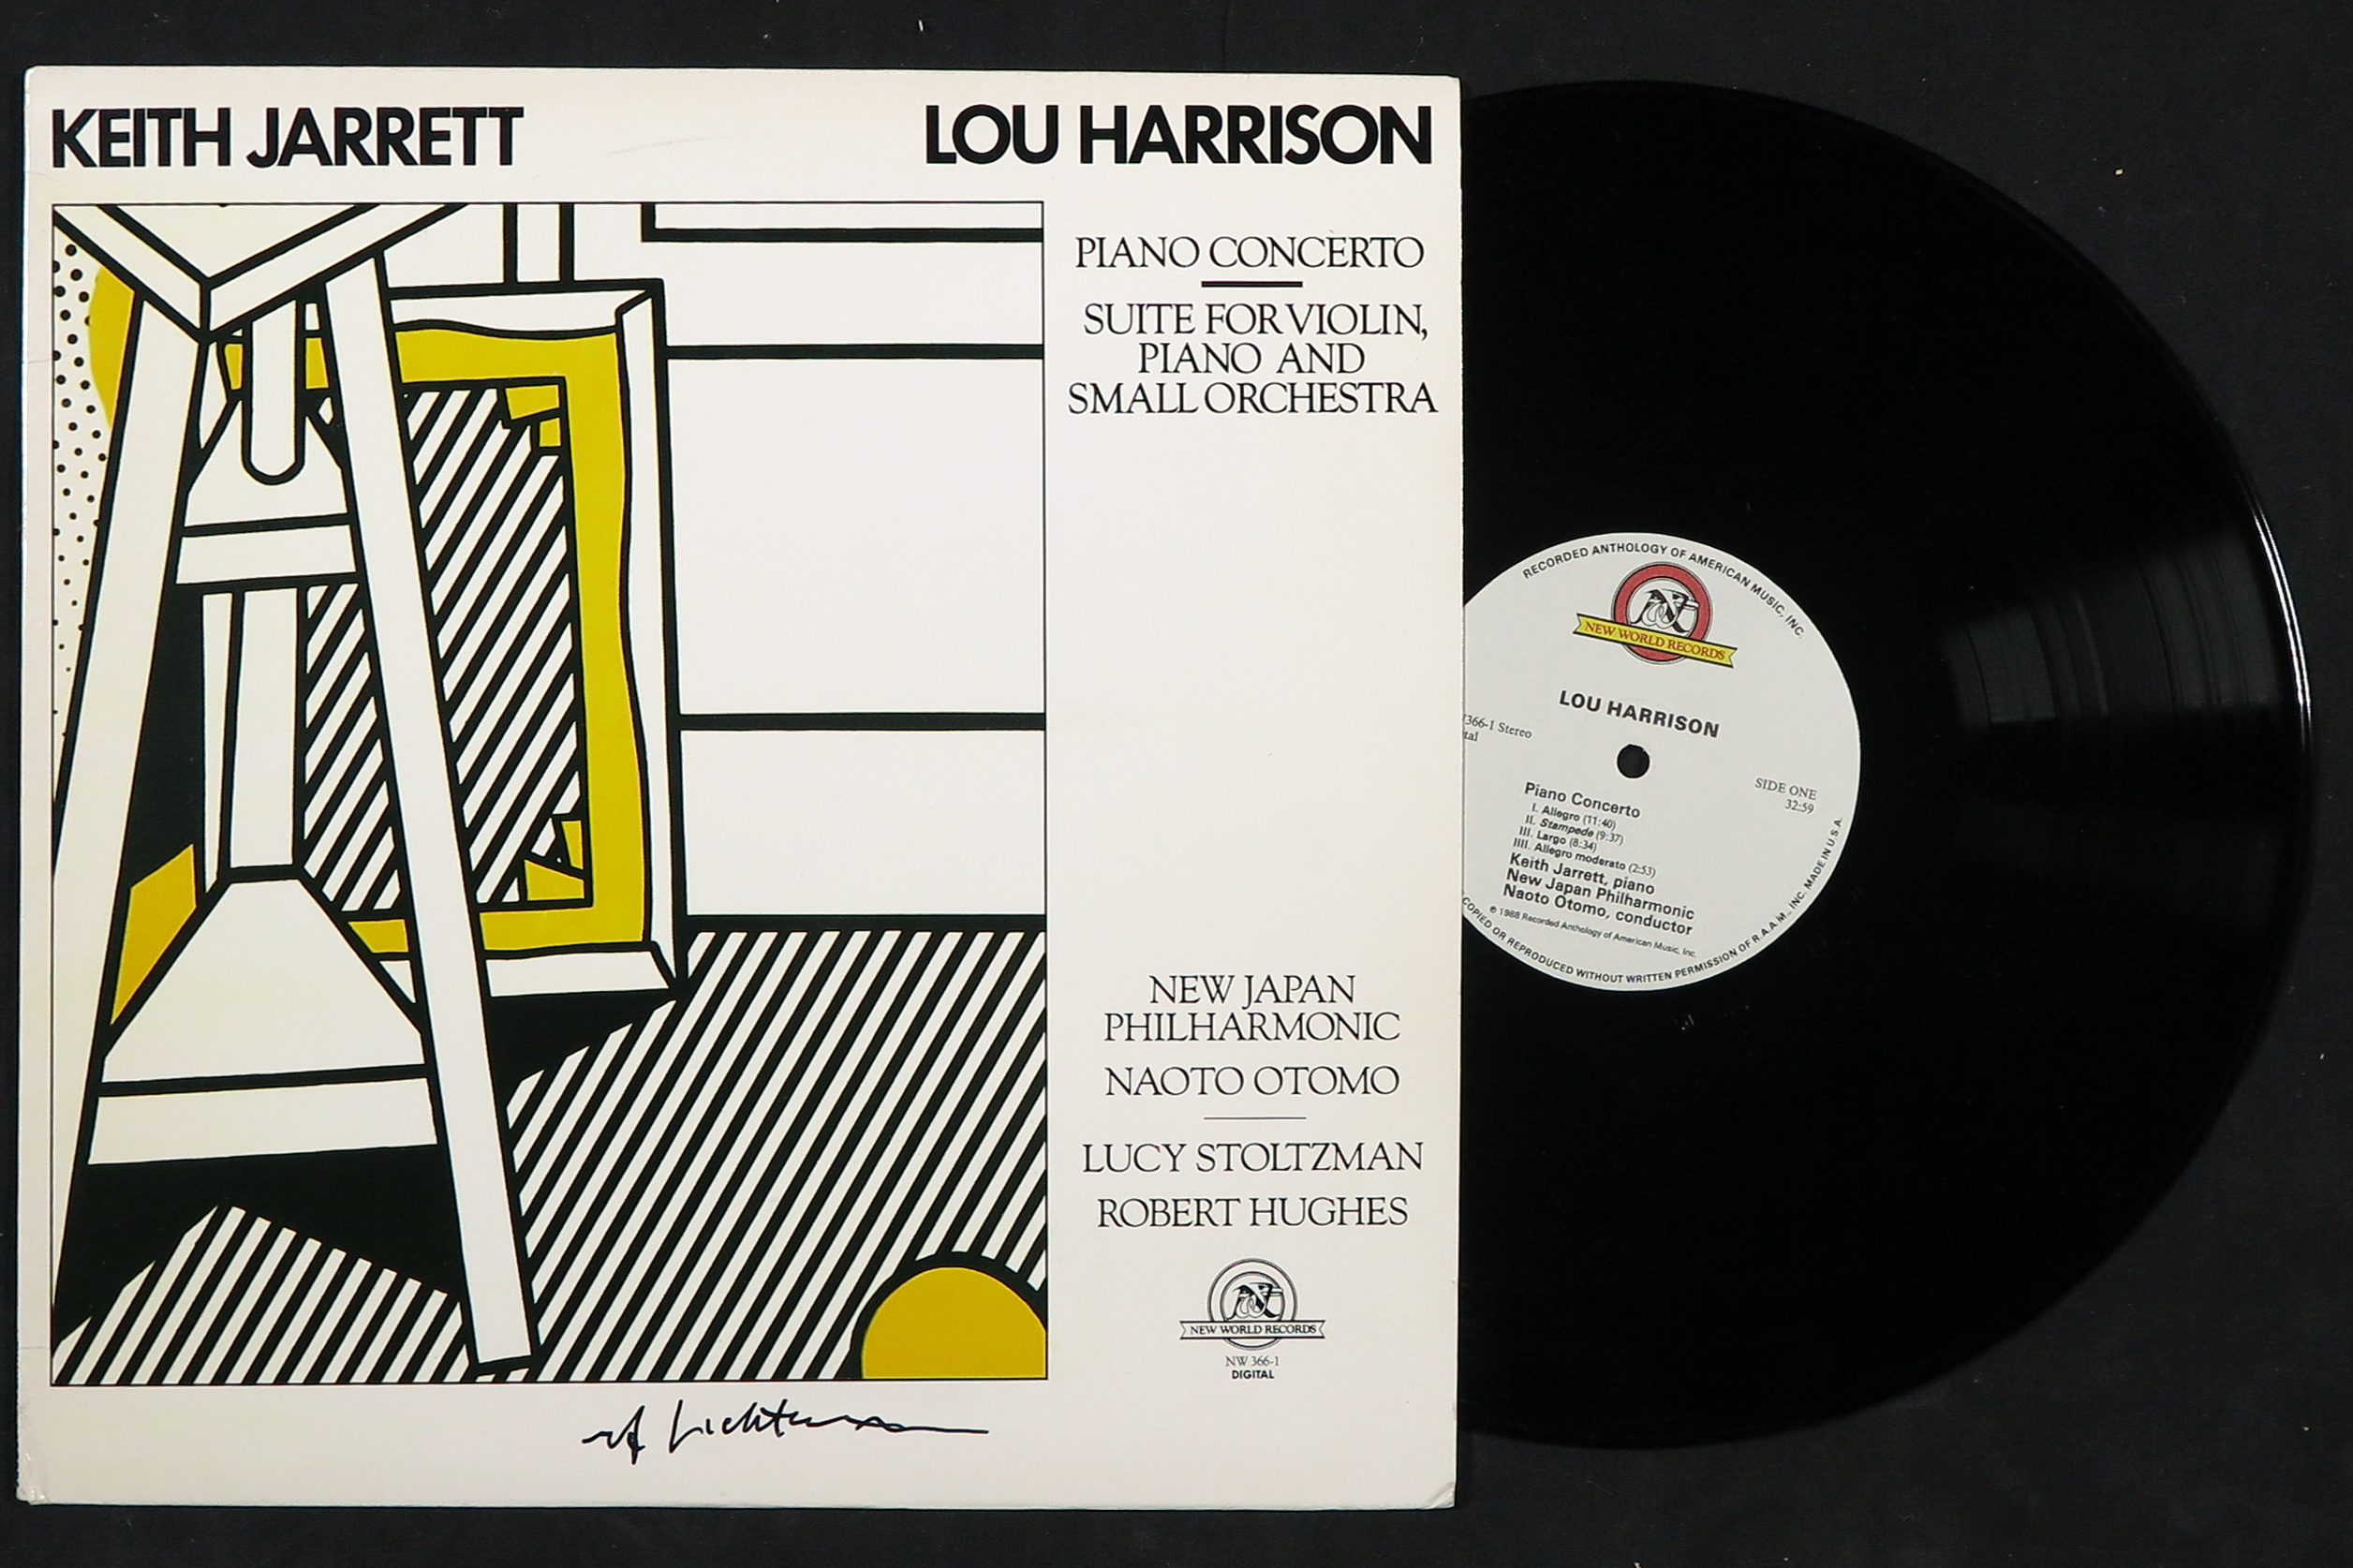 KEITH JARRETT
LOU HARRISON
PIANO CONCERTO
SUITE FOR VIOLIN,
PIANO AND
SMALL ORCHESTRA
NEW JAPAN
PHILHARMONIC
NAOTO OTOMO
LUCY STOLTZMAN
ROBERT HUGHES
NEW WORLD RECORDS
NW 366-1
DIGITAL
rf Lichten
RECORDED ANTHOLOGY OF AMERICAN MUSIC, INC.
NEW WORLD RECORDS
LOU HARRISON
366-1 Stereo
tal
SIDE ONE
32:59
Piano Concerto
I. Allegro (11:40)
II. Stampede (9:37)
III. Largo (8:34)
IIII. Allegro moderato (2:53)
Keith Jarrett, piano
New Japan Philharmonic
Naoto Otomo, conductor
℗ 1988 Recorded Anthology of American Music, Inc.
COPIED OR REPRODUCED WITHOUT WRITTEN PERMISSION OF R.A.A.M., INC. MADE IN U.S.A.